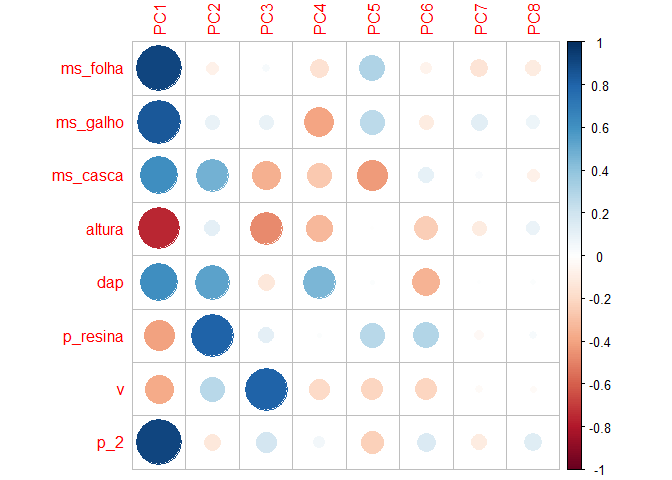 PC1 PC2 PC3 PC4 PC5 PC6 PC7 PC8
ms_folha
ms_galho
ms_casca
altura
dap
p_resina
v
p_2
1
0.8
0.6
0.4
0.2
0
-0.2
-0.4
-0.6
-0.8
-1